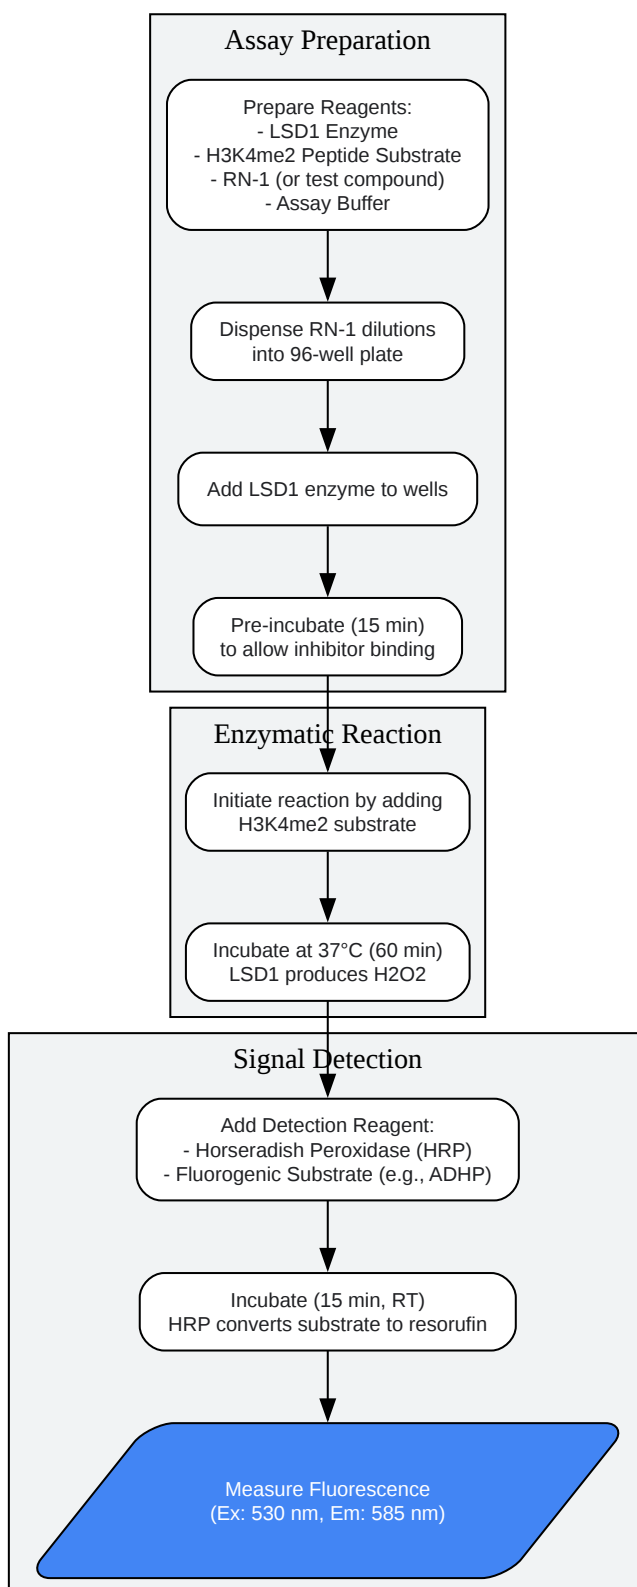 Assay Preparation
Prepare Reagents:
- LSD1 Enzyme
- H3K4me2 Peptide Substrate
- RN-1 (or test compound)
- Assay Buffer
Dispense RN-1 dilutions
into 96-well plate
Add LSD1 enzyme to wells
Pre-incubate (15 min)
to allow inhibitor binding
Enzymatic Reaction
Initiate reaction by adding
H3K4me2 substrate
Incubate at 37°C (60 min)
LSD1 produces H2O2
Signal Detection
Add Detection Reagent:
- Horseradish Peroxidase (HRP)
- Fluorogenic Substrate (e.g., ADHP)
Incubate (15 min, RT)
HRP converts substrate to resorufin
Measure Fluorescence
(Ex: 530 nm, Em: 585 nm)